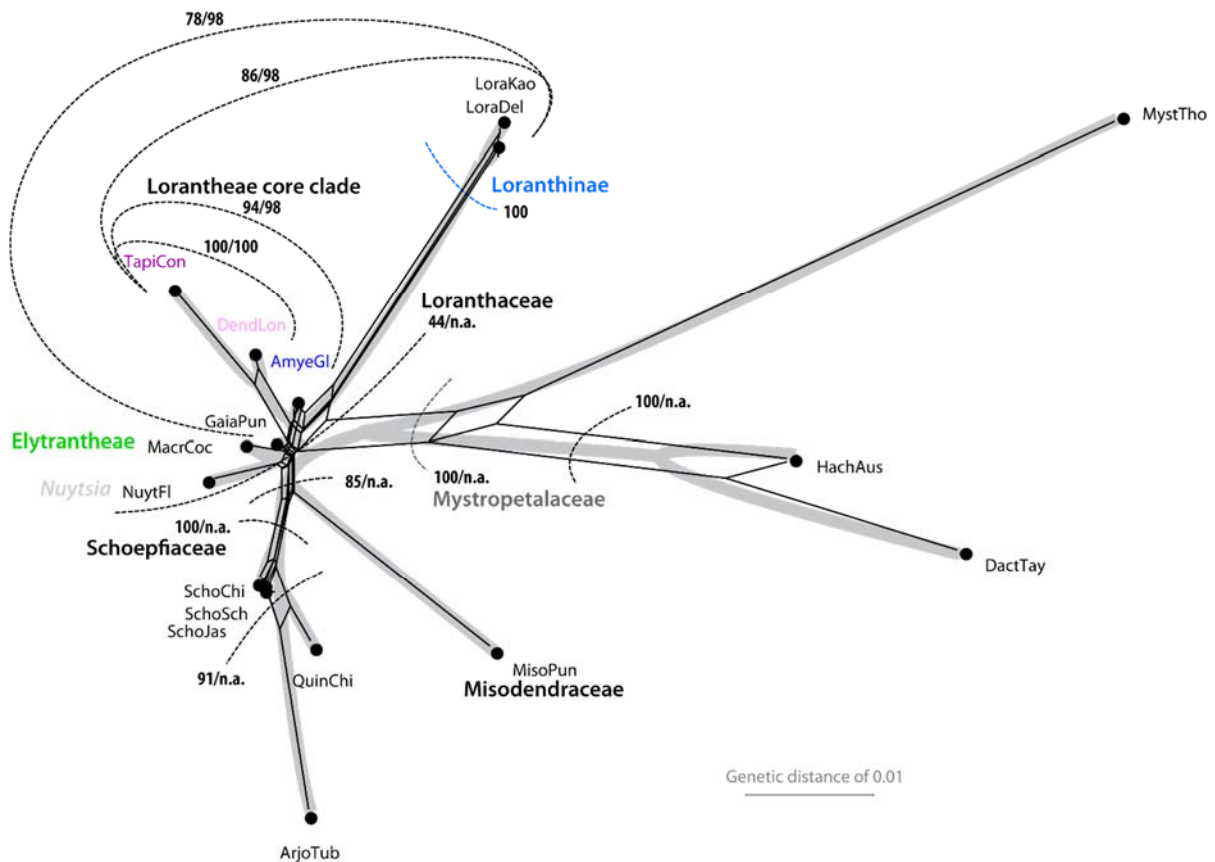 78/98
86/98
LoraKao
LoraDel
MystTho
Lorantheae core clade
Loranthinae
94/98
100
100/100
TapiCon
Loranthaceae
44/n.a.
DendLon
AmyeGl
100/n.a.
GaiaPun
Elytrantheae
MacrCoc
HachAus
Nuytsia
NuytFl
85/n.a.
100/n.a.
Mystropetalaceae
100/n.a.
Schoepfiaceae
DactTay
SchoChi
SchoSch
SchoJas
MisoPun
91/n.a.
QuinChi
Misodendraceae
Genetic distance of 0.01
ArjoTub